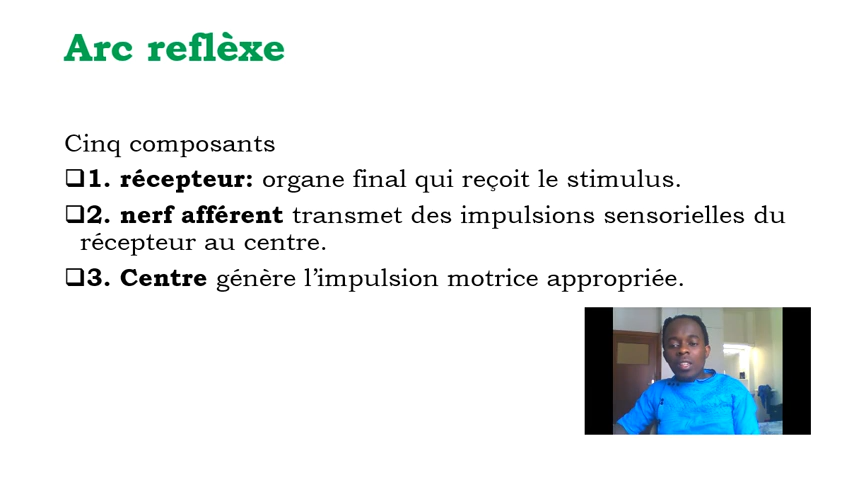 Arc reflèxe
Cinq composants
❑1. récepteur: organe final qui reçoit le stimulus.
❑2. nerf afférent transmet des impulsions sensorielles du
récepteur au centre.
❑3. Centre génère l’impulsion motrice appropriée.